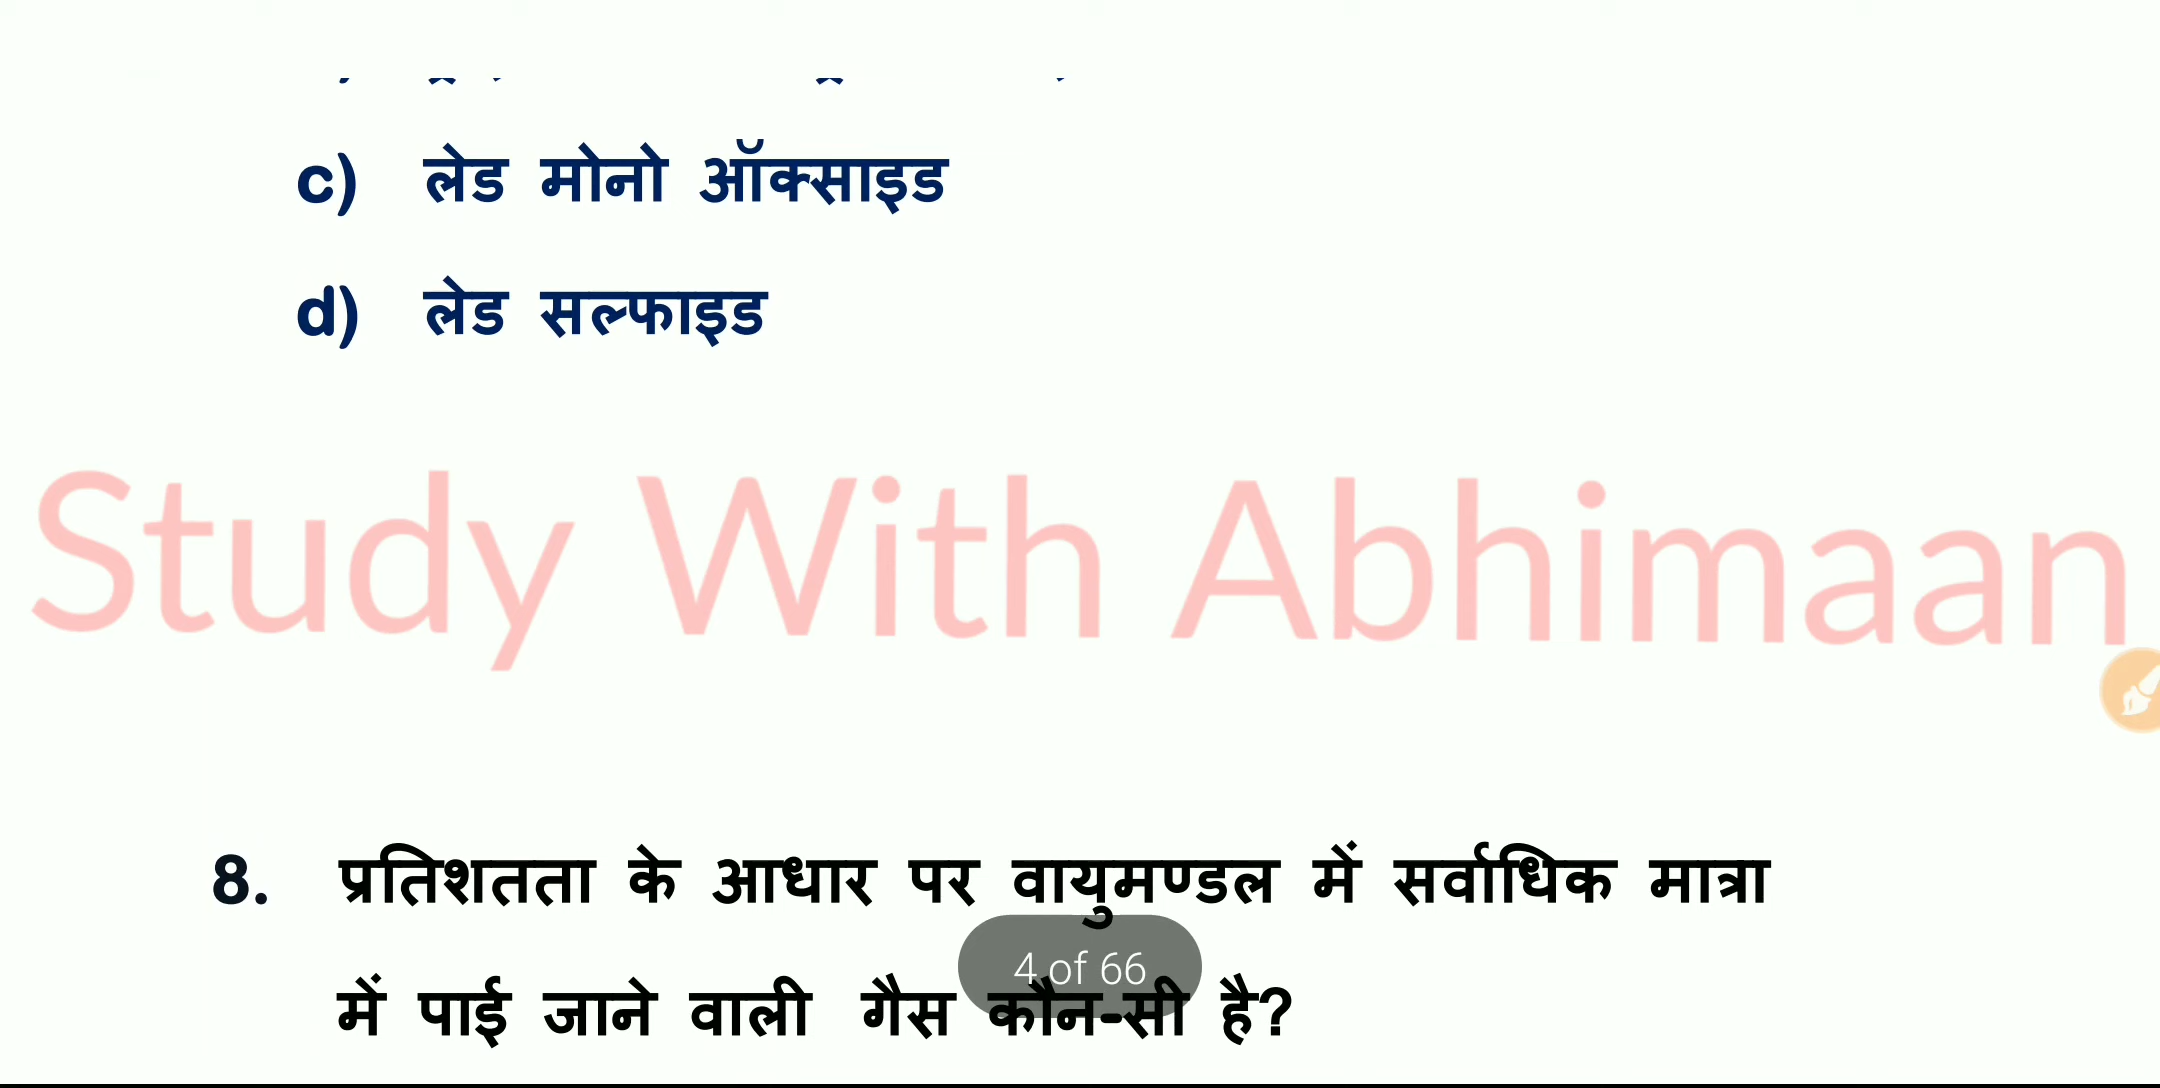 c) लेड मोनो ऑक्साइड
d) लेड सल्फाइड
Study With Abhimaan
8. प्रतिशतता के आधार पर वायुमण्डल में सर्वाधिक मात्रा
में पाई जाने वाली गैस कौन-सी है?
4 of 66